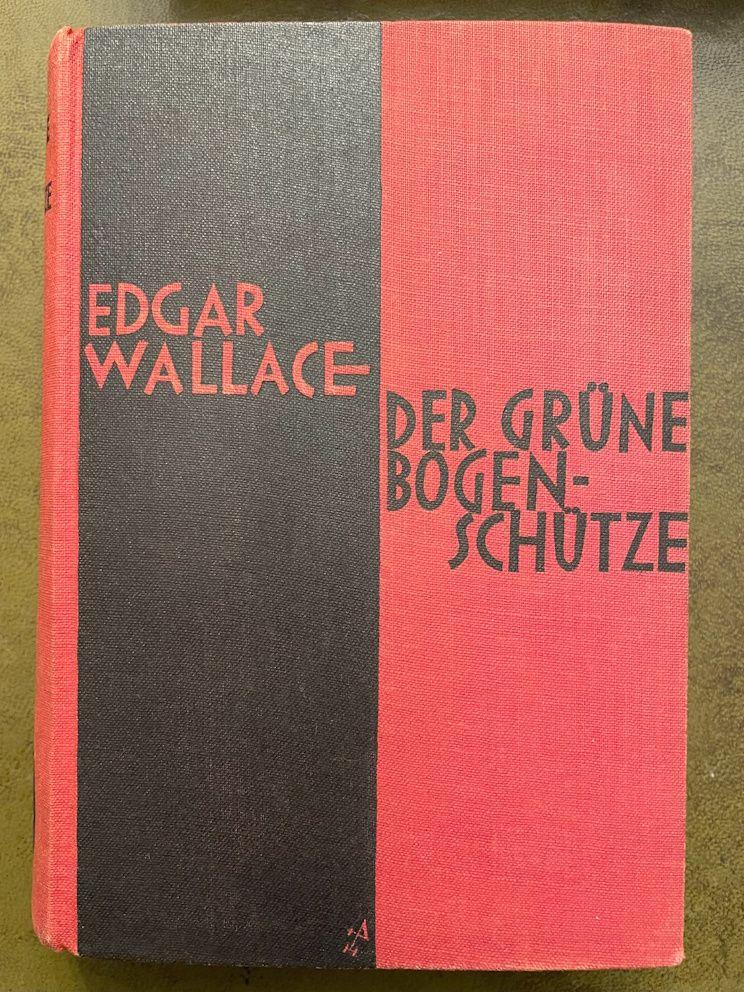 EDGAR
WALLACE-
DER GRÜNE
BOGEN-
SCHÜTZE